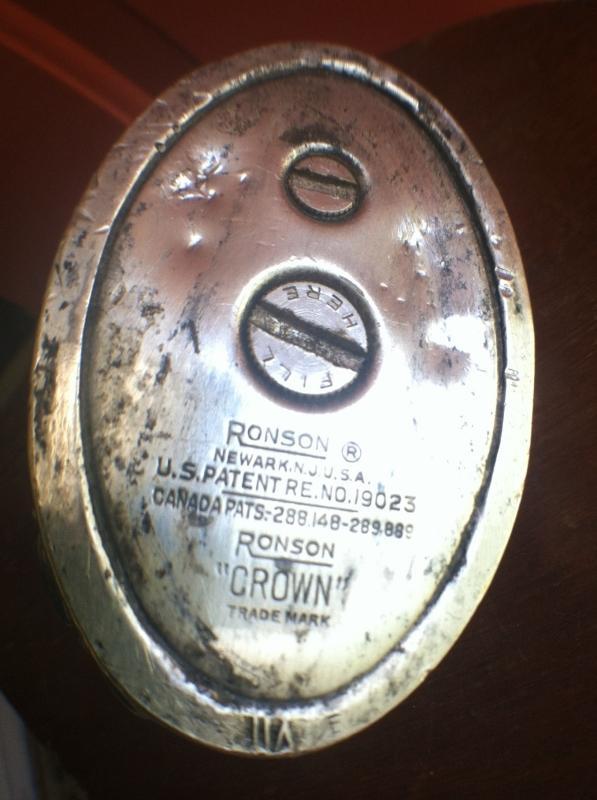 FILL HERE
RONSON ®
NEWARK, N.J. U.S.A.
U.S. PATENT RE. NO. 19023
CANADA PATS.-288,148-289,889
RONSON
"CROWN"
TRADE MARK